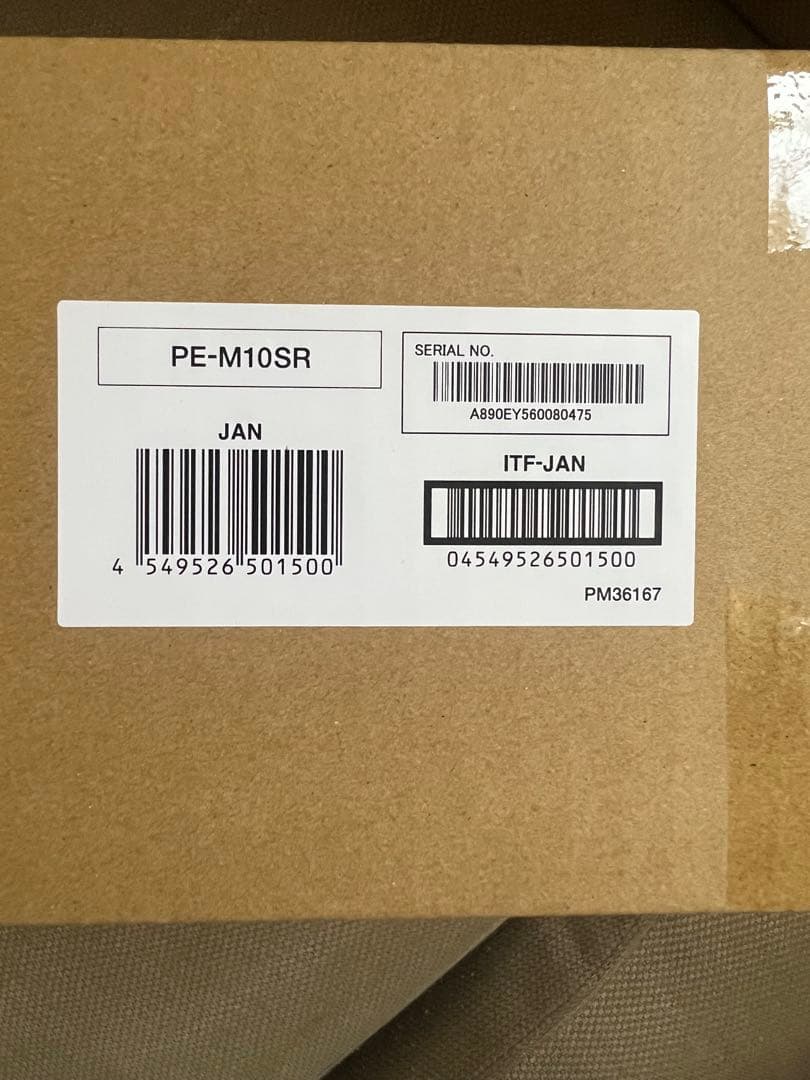 PE-M10SR
SERIAL NO.
A890EY560080475
JAN
4 549526 501500
ITF-JAN
04549526501500
PM36167